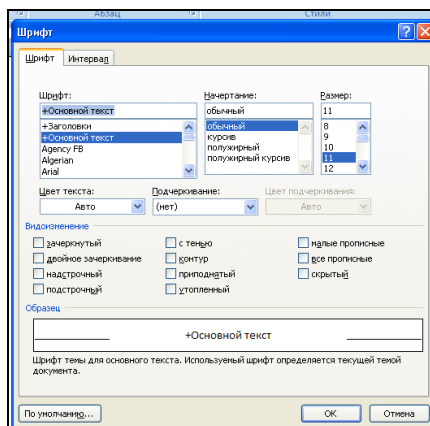 Абзац Стили
Шрифт
Шрифт Интервал
Шрифт: Начертание: Размер:
+Основной текст обычный 11
+Заголовки обычный 8
+Основной текст курсив 9
Agency FB полужирный 10
Algerian полужирный курсив 11
Arial 12
Цвет текста: Подчеркивание: Цвет подчеркивания:
Авто (нет) Авто
Видоизменение
зачеркнутый с тенью малые прописные
двойное зачеркивание контур все прописные
надстрочный приподнятый скрытый
подстрочный утопленный
Образец
+Основной текст
Шрифт темы для основного текста. Используемый шрифт определяется текущей темой
документа.
По умолчанию... ОК Отмена